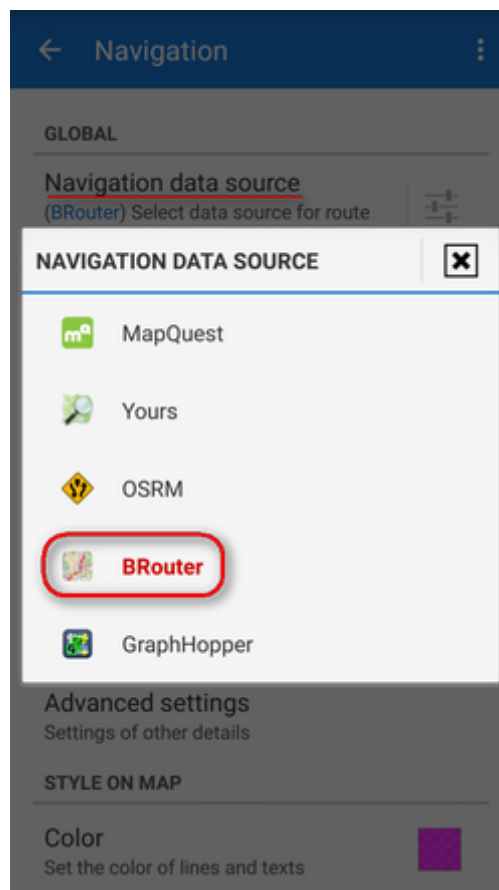 Navigation
GLOBAL
Navigation data source
(BRouter) Select data source for route
NAVIGATION DATA SOURCE
mq MapQuest
Yours
OSRM
BRouter
GraphHopper
Advanced settings
Settings of other details
STYLE ON MAP
Color
Set the color of lines and texts